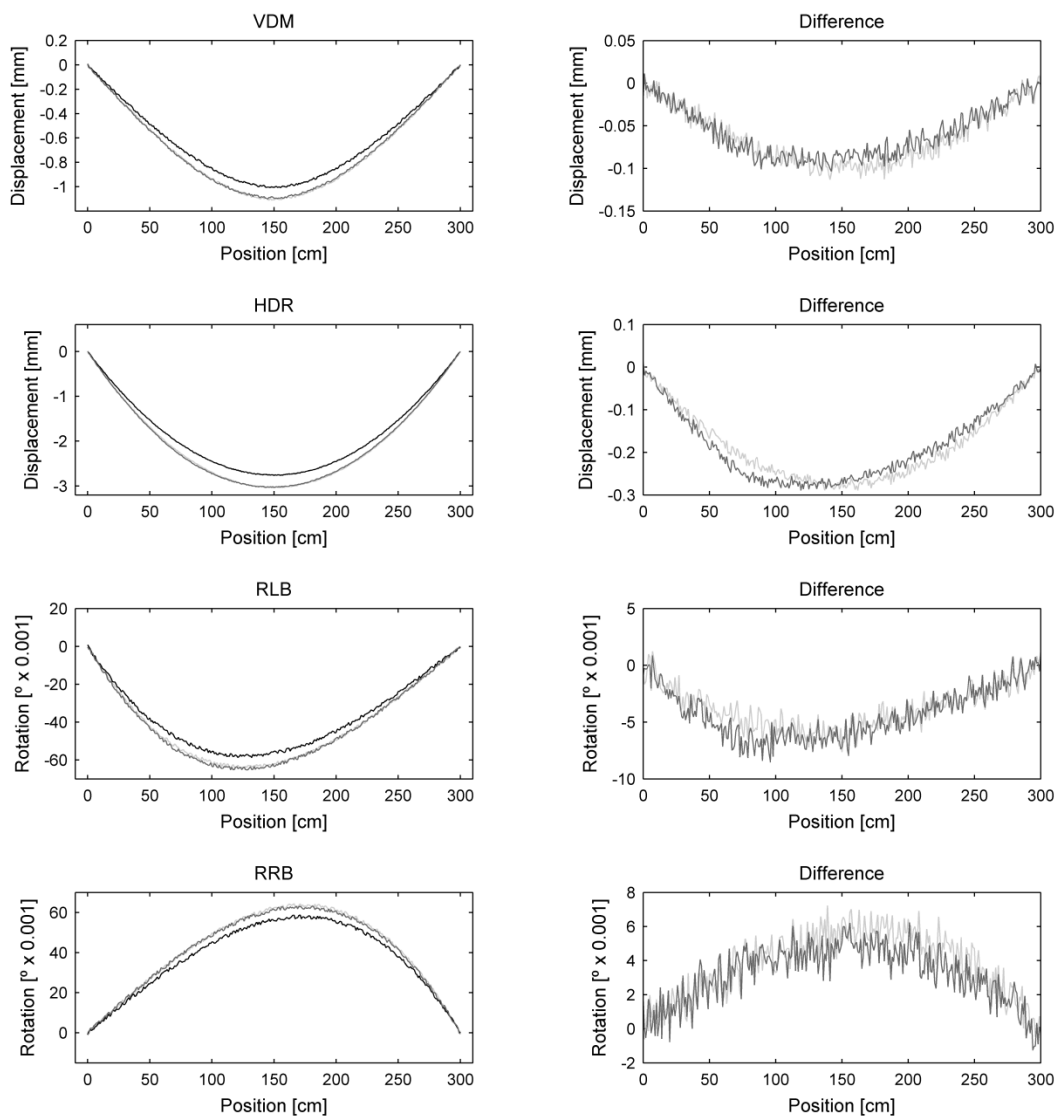 VDM
Displacement [mm]
0.2
0
-0.2
-0.4
-0.6
-0.8
-1
0 50 100 150 200 250 300
Position [cm]
Difference
Displacement [mm]
0.05
0
-0.05
-0.1
-0.15
0 50 100 150 200 250 300
Position [cm]
HDR
Displacement [mm]
0
-1
-2
-3
0 50 100 150 200 250 300
Position [cm]
Difference
Displacement [mm]
0.1
0
-0.1
-0.2
-0.3
0 50 100 150 200 250 300
Position [cm]
RLB
Rotation [º x 0.001]
20
0
-20
-40
-60
0 50 100 150 200 250 300
Position [cm]
Difference
Rotation [º x 0.001]
5
0
-5
-10
0 50 100 150 200 250 300
Position [cm]
RRB
Rotation [º x 0.001]
60
40
20
0
0 50 100 150 200 250 300
Position [cm]
Difference
Rotation [º x 0.001]
8
6
4
2
0
-2
0 50 100 150 200 250 300
Position [cm]